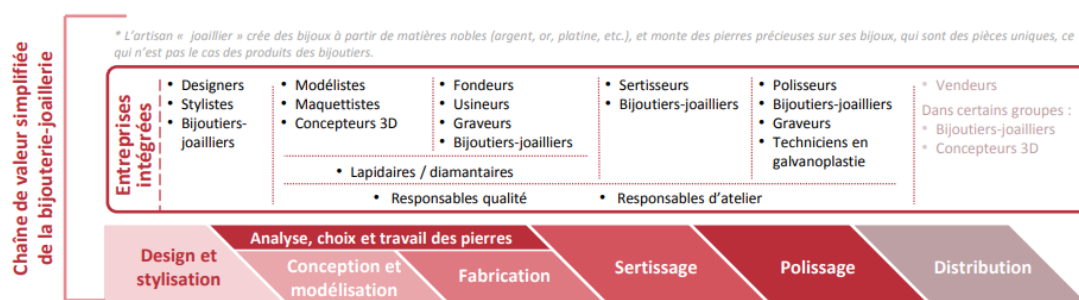 * L'artisan « joaillier » crée des bijoux à partir de matières nobles (argent, or, platine, etc.), et monte des pierres précieuses sur ses bijoux, qui sont des pièces uniques, ce
qui n'est pas le cas des produits des bijoutiers.
Chaîne de valeur simplifiée
de la bijouterie-joaillerie
Entreprises
intégrées
• Designers
• Stylistes
• Bijoutiers-
joailliers
• Modélistes
• Maquettistes
• Concepteurs 3D
• Fondeurs
• Usineurs
• Graveurs
• Bijoutiers-joailliers
• Sertisseurs
• Bijoutiers-joailliers
• Polisseurs
• Bijoutiers-joailliers
• Graveurs
• Techniciens en
galvanoplastie
• Vendeurs
Dans certains groupes :
• Bijoutiers-joailliers
• Concepteurs 3D
• Lapidaires / diamantaires
• Responsables qualité
• Responsables d'atelier
Design et
stylisation
Analyse, choix et travail des pierres
Conception et
modélisation
Fabrication
Sertissage
Polissage
Distribution